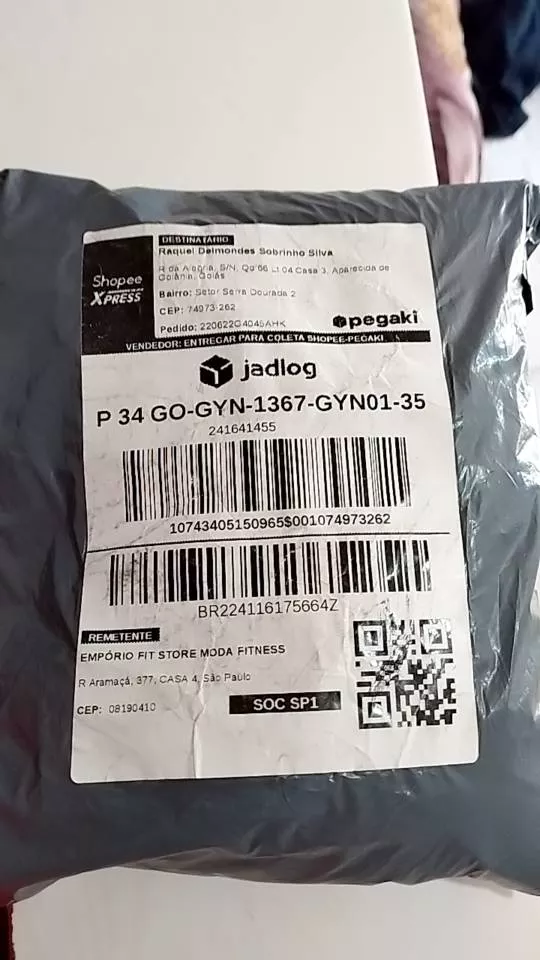 DESTINATÁRIO
Raquel Delmondes Sobrinho Silva
R da Alegria, S/N, Qd 66 Lt 04 Casa 3, Aparecida de
Goiânia, Goiás
Bairro: Setor Serra Dourada 2
CEP: 74973-262
Pedido: 220622G4045AHK
Shopee
XPRESS
pegaki
VENDEDOR: ENTREGAR PARA COLETA SHOPEE-PEGAKI
jadlog
P 34 GO-GYN-1367-GYN01-35
241641455
10743405150965$001074973262
BR224116175664Z
REMETENTE
EMPÓRIO FIT STORE MODA FITNESS
R Aramaçá, 377, CASA 4, São Paulo
CEP: 08190410
SOC SP1